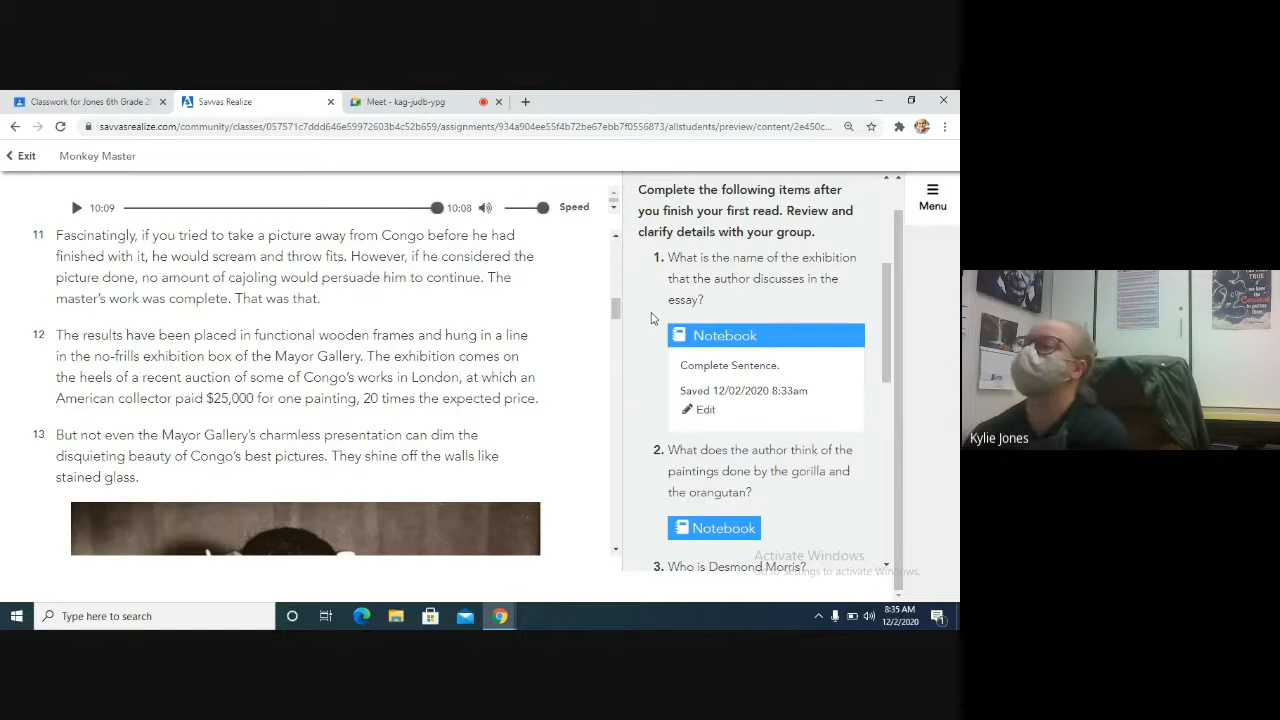 Classwork for Jones 6th Grade 20
Savvas Realize
Meet - kag-judb-ypg
savvasrealize.com/community/classes/057571c7ddd646e59972603b4c52b659/assignments/934a904ee55f4b72be67ebb7f0556873/allstudents/preview/content/2e450c...
Exit
Monkey Master
10:09
10:08
Speed
Menu
11 Fascinatingly, if you tried to take a picture away from Congo before he had
finished with it, he would scream and throw fits. However, if he considered the
picture done, no amount of cajoling would persuade him to continue. The
master's work was complete. That was that.
12 The results have been placed in functional wooden frames and hung in a line
in the no-frills exhibition box of the Mayor Gallery. The exhibition comes on
the heels of a recent auction of some of Congo's works in London, at which an
American collector paid $25,000 for one painting, 20 times the expected price.
13 But not even the Mayor Gallery's charmless presentation can dim the
disquieting beauty of Congo's best pictures. They shine off the walls like
stained glass.
Complete the following items after
you finish your first read. Review and
clarify details with your group.
1. What is the name of the exhibition
that the author discusses in the
essay?
Notebook
Complete Sentence.
Saved 12/02/2020 8:33am
Edit
2. What does the author think of the
paintings done by the gorilla and
the orangutan?
Notebook
3. Who is Desmond Morris?
Activate Windows
Go to Settings to activate Windows.
Type here to search
8:35 AM
12/2/2020
1
Kylie Jones